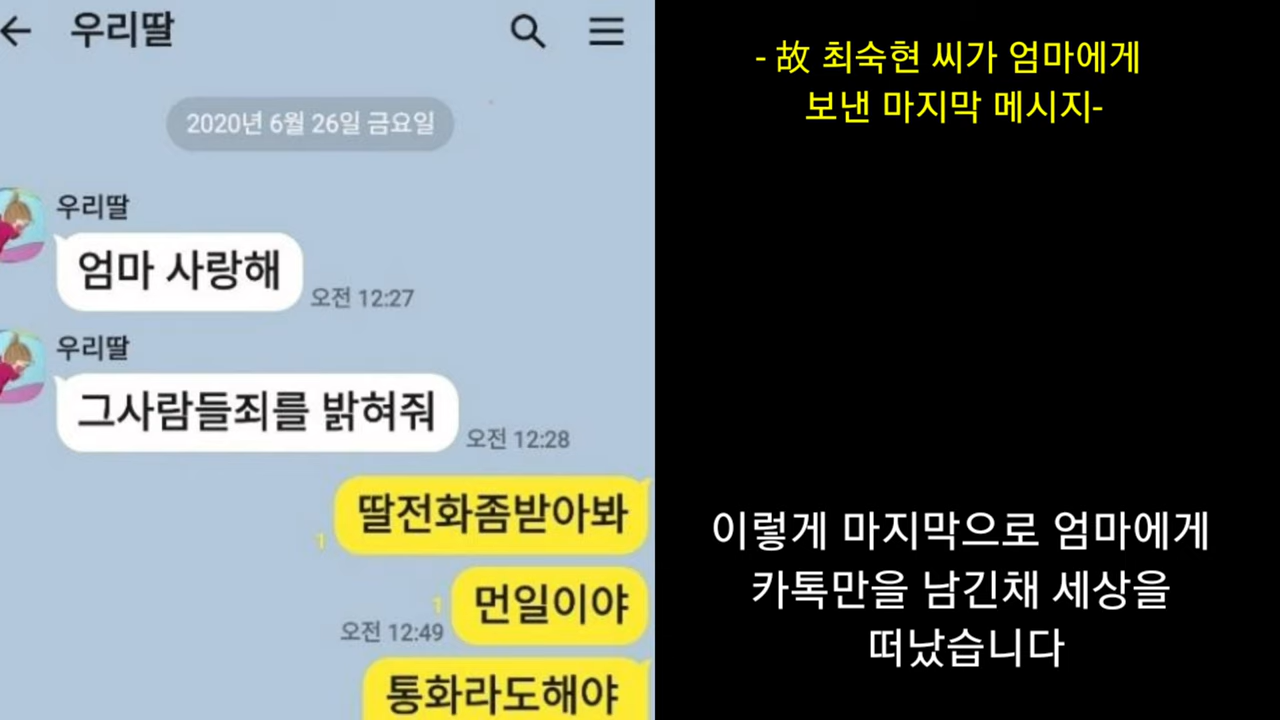 우리딸
2020년 6월 26일 금요일
우리딸
엄마 사랑해
오전 12:27
우리딸
그사람들죄를 밝혀줘
오전 12:28
딸전화좀받아봐
1
먼일이야
1
오전 12:49
통화라도해야
- 故 최숙현 씨가 엄마에게
보낸 마지막 메시지-
이렇게 마지막으로 엄마에게
카톡만을 남긴채 세상을
떠났습니다